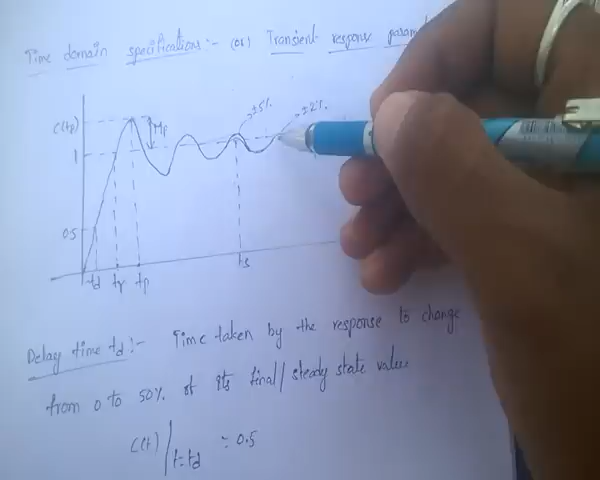 Time domain specifications:- (or) Transient response param
±5%.
±2%.
c(tp)
Mp
1
0.5
td tr tp ts
Delay time td:- Time taken by the response to change
from 0 to 50%. of its final/steady state value
c(t)|t=td = 0.5